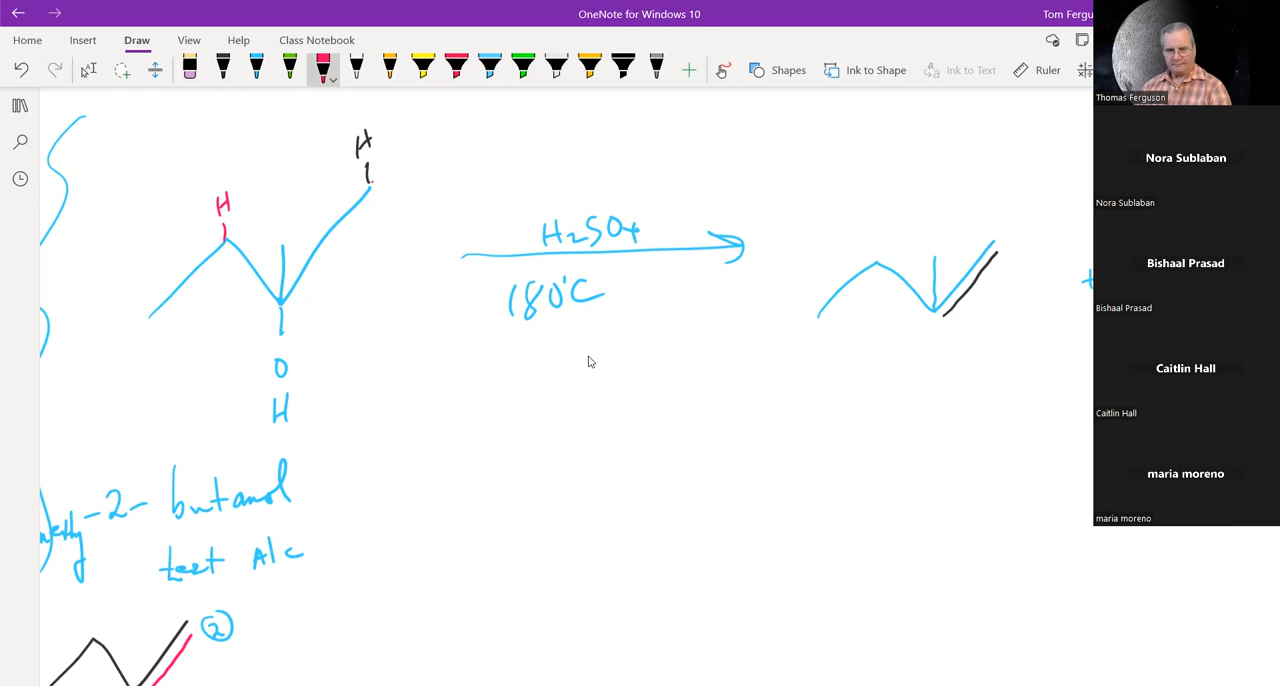 OneNote for Windows 10
Tom Fergu
Home Insert Draw View Help Class Notebook
Shapes Ink to Shape Ink to Text Ruler
Thomas Ferguson
Nora Sublaban
Nora Sublaban
Bishaal Prasad
Bishaal Prasad
Caitlin Hall
Caitlin Hall
maria moreno
maria moreno
H
H
H2SO4
180°C
O
H
+
-2-butanol
tert Alc
2